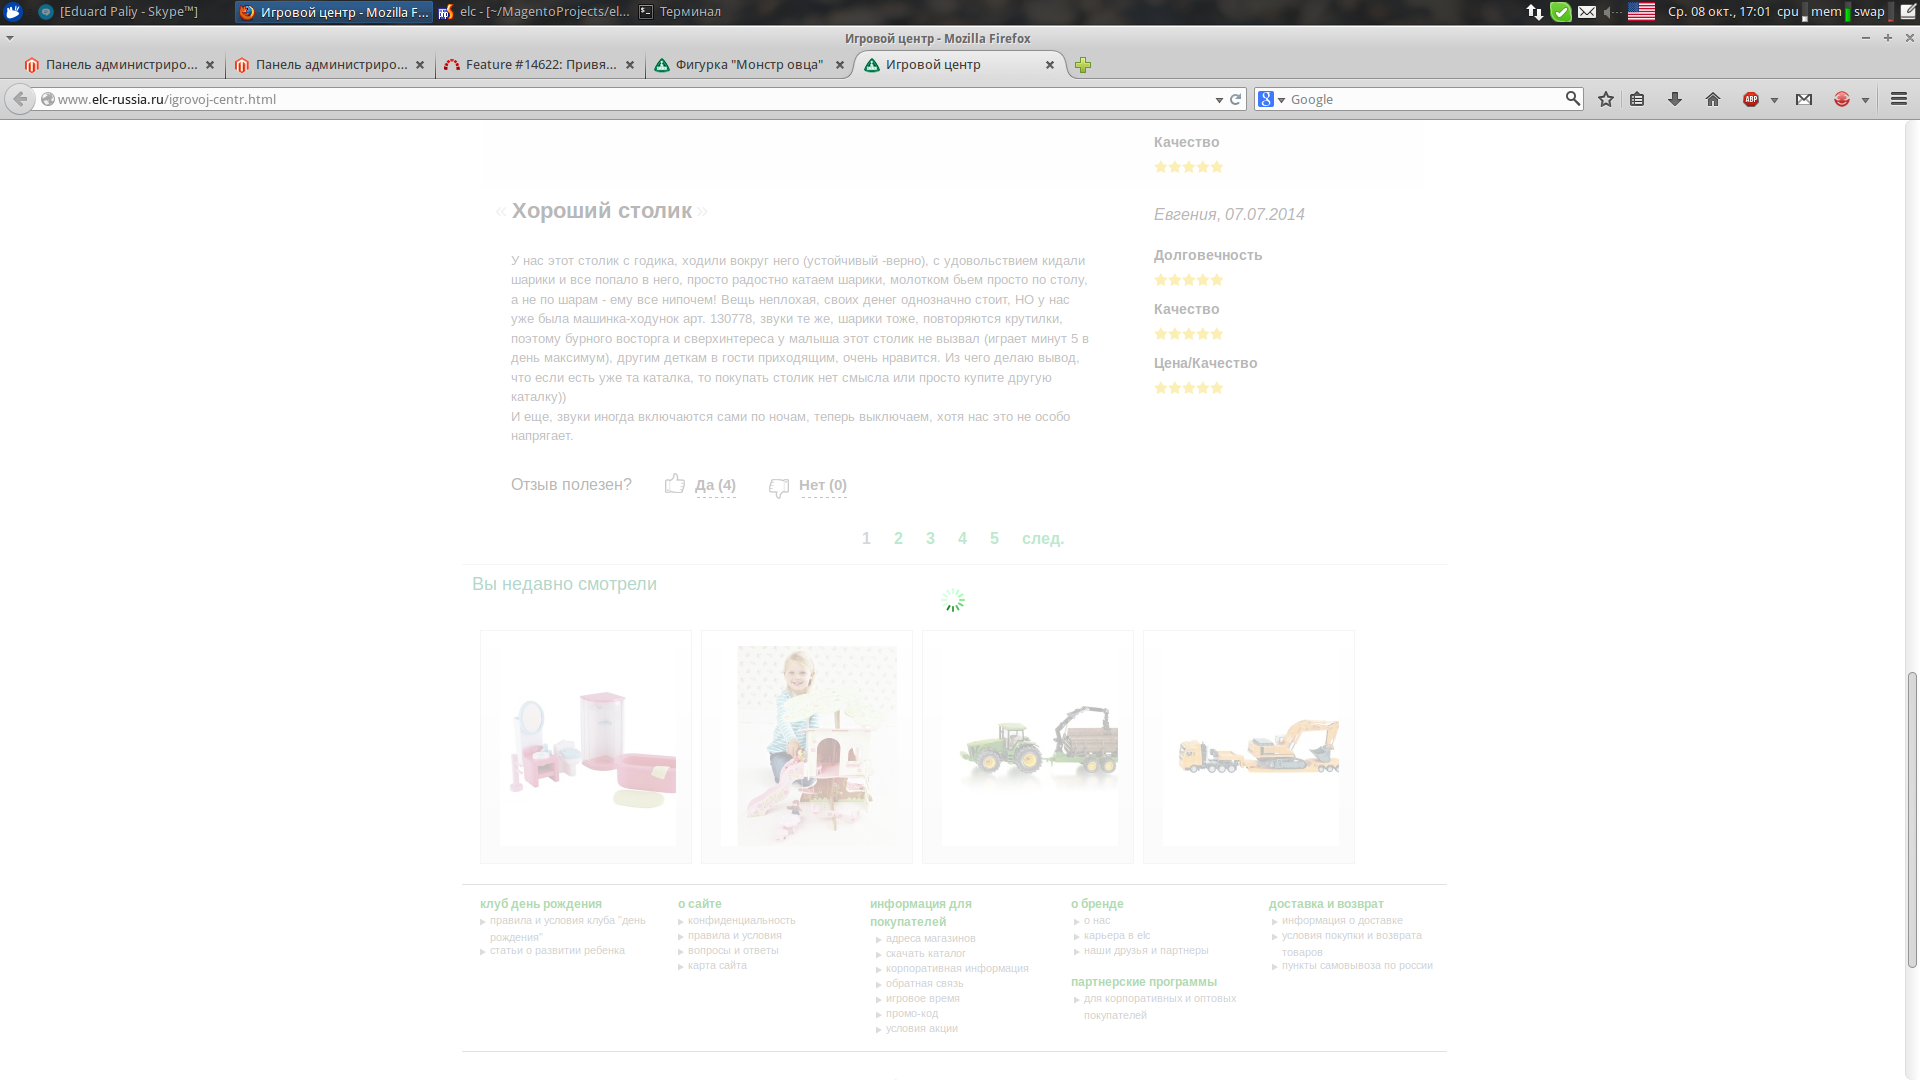 [Eduard Paliy - Skype™]
Игровой центр - Mozilla F...
elc - [~/MagentoProjects/el...
Терминал
Ср. 08 окт., 17:01
cpu
mem
swap
Игровой центр - Mozilla Firefox
Панель администриро...
Панель администриро...
Feature #14622: Привя...
Фигурка "Монстр овца"
Игровой центр
www.elc-russia.ru/igrovoj-centr.html
Google
ABP
Качество
« Хороший столик »
Евгения, 07.07.2014
У нас этот столик с годика, ходили вокруг него (устойчивый -верно), с удовольствием кидали
шарики и все попало в него, просто радостно катаем шарики, молотком бьем просто по столу,
а не по шарам - ему все нипочем! Вещь неплохая, своих денег однозначно стоит, НО у нас
уже была машинка-ходунок арт. 130778, звуки те же, шарики тоже, повторяются крутилки,
поэтому бурного восторга и сверхинтереса у малыша этот столик не вызвал (играет минут 5 в
день максимум), другим деткам в гости приходящим, очень нравится. Из чего делаю вывод,
что если есть уже та каталка, то покупать столик нет смысла или просто купите другую
каталку))
И еще, звуки иногда включаются сами по ночам, теперь выключаем, хотя нас это не особо
напрягает.
Долговечность
Качество
Цена/Качество
Отзыв полезен?
Да (4)
Нет (0)
1 2 3 4 5 след.
Вы недавно смотрели
клуб день рождения
правила и условия клуба "день
рождения"
статьи о развитии ребенка
о сайте
конфиденциальность
правила и условия
вопросы и ответы
карта сайта
информация для
покупателей
адреса магазинов
скачать каталог
корпоративная информация
обратная связь
игровое время
промо-код
условия акции
о бренде
о нас
карьера в elc
наши друзья и партнеры
партнерские программы
для корпоративных и оптовых
покупателей
доставка и возврат
информация о доставке
условия покупки и возврата
товаров
пункты самовывоза по россии